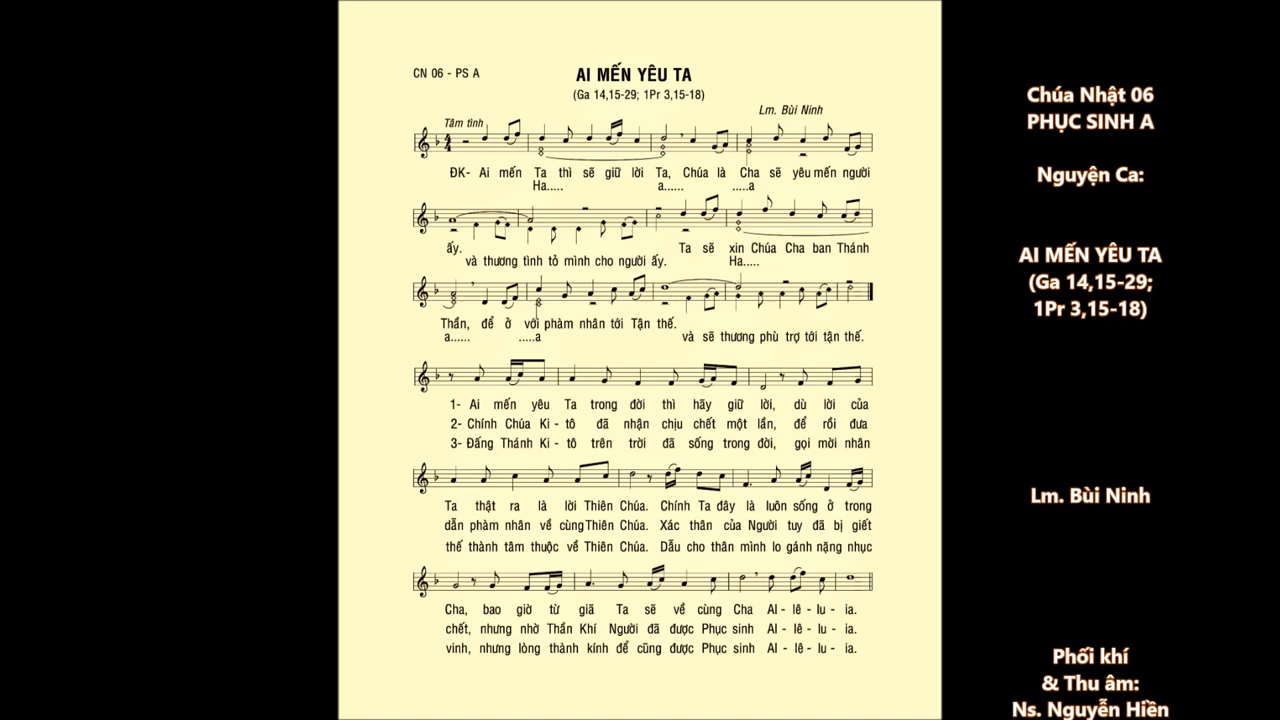 CN 06 - PS A
AI MẾN YÊU TA
(Ga 14,15-29; 1Pr 3,15-18)
Lm. Bùi Ninh
Tâm tình
ĐK- Ai mến Ta thì sẽ giữ lời Ta, Chúa là Cha sẽ yêu mến người
Ha..... a...... .....a
ấy. Ta sẽ xin Chúa Cha ban Thánh
và thương tình tỏ mình cho người ấy. Ha.....
Thần, để ở với phàm nhân tới Tận thế.
a...... .....a và sẽ thương phù trợ tới tận thế.
1- Ai mến yêu Ta trong đời thì hãy giữ lời, dù lời của
2- Chính Chúa Ki - tô đã nhận chịu chết một lần, để rồi đưa
3- Đấng Thánh Ki - tô trên trời đã sống trong đời, gọi mời nhân
Ta thật ra là lời Thiên Chúa. Chính Ta đây là luôn sống ở trong
dẫn phàm nhân về cùng Thiên Chúa. Xác thân của Người tuy đã bị giết
thế thành tâm thuộc về Thiên Chúa. Dẫu cho thân mình lo gánh nặng nhục
Cha, bao giờ từ giã Ta sẽ về cùng Cha Al - lê - lu - ia.
chết, nhưng nhờ Thần Khí Người đã được Phục sinh Al - lê - lu - ia.
vinh, nhưng lòng thành kính để cũng được Phục sinh Al - lê - lu - ia.
Chúa Nhật 06
PHỤC SINH A
Nguyện Ca:
AI MẾN YÊU TA
(Ga 14,15-29;
1Pr 3,15-18)
Lm. Bùi Ninh
Phối khí
& Thu âm:
Ns. Nguyễn Hiền